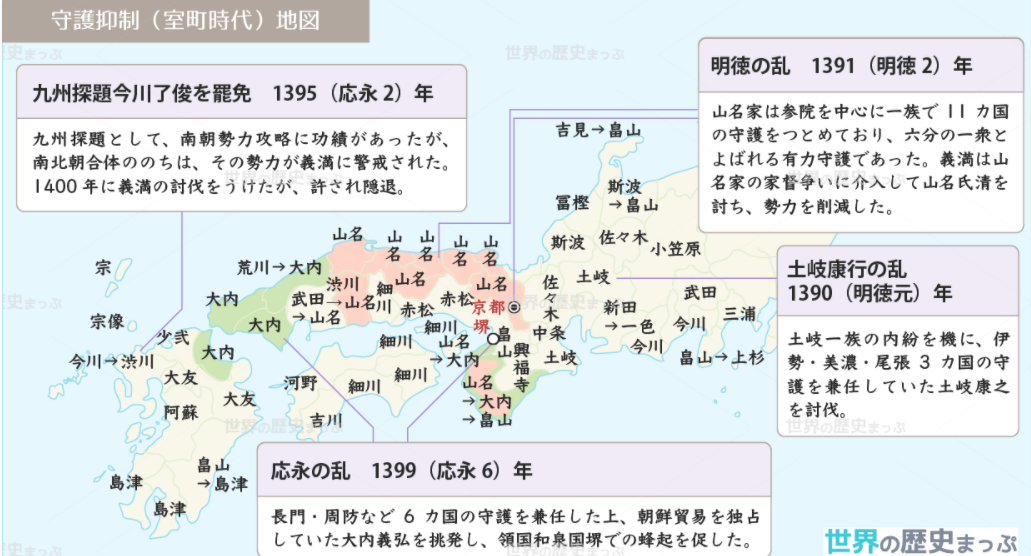 守護抑制（室町時代）地図
世界の歴史まっぷ
明徳の乱　1391（明徳 2）年
山名家は参院を中心に一族で 11 カ国
の守護をつとめており、六分の一衆と
よばれる有力守護であった。義満は山
名家の家督争いに介入して山名氏清を
討ち、勢力を削減した。
九州探題今川了俊を罷免　1395（応永 2）年
九州探題として、南朝勢力攻略に功績があったが、
南北朝合体ののちは、その勢力が義満に警戒された。
1400 年に義満の討伐をうけたが、許され隠退。
吉見→畠山
冨樫
斯波
→畠山
斯波
佐々木
小笠原
土岐
山名
山名
山名
山名
山名
宗
荒川→大内
渋川
山名
山名
大内
武田
→山名
細川
赤松
赤松
京都
堺
佐々木
新田
→一色
武田
三浦
今川
今川
畠山→上杉
宗像
大内
少弐
大内
今川→渋川
細川
細川
山名
→大内
畠山
興福寺
中条
土岐
大友
大友
河野
細川
細川
山名
→大内
→畠山
阿蘇
吉川
畠山
→島津
島津
島津
土岐康行の乱
1390（明徳元）年
土岐一族の内紛を機に、伊
勢・美濃・尾張 3 カ国の守
護を兼任していた土岐康之
を討伐。
応永の乱　1399（応永 6）年
長門・周防など 6 カ国の守護を兼任した上、朝鮮貿易を独占
していた大内義弘を挑発し、領国和泉国堺での蜂起を促した。
世界の歴史まっぷ